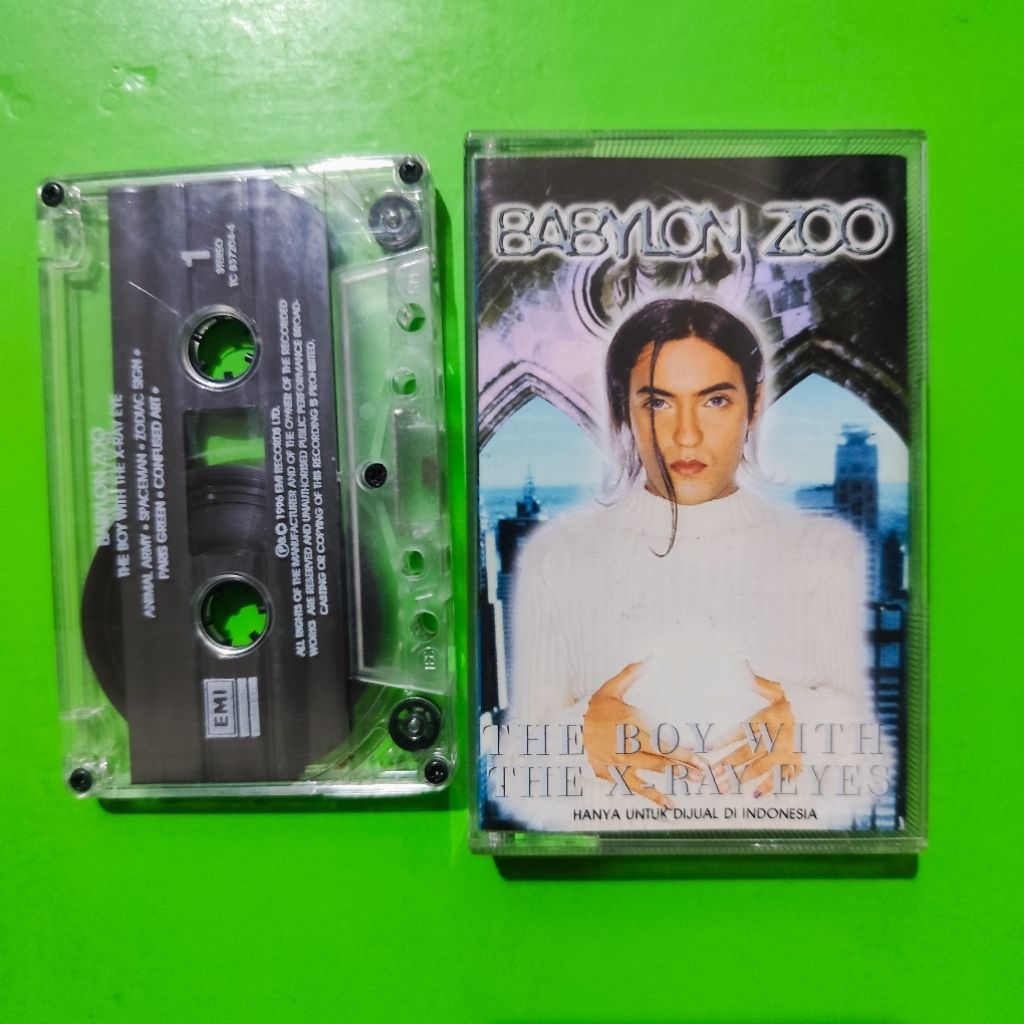 BABYLON ZOO
THE BOY WITH THE X-RAY EYE
ANIMAL ARMY • SPACEMAN • ZODIAC SIGN •
PARIS GREEN • CONFUSED ART •
1
STEREO
EMI
℗ & © 1996 EMI RECORDS LTD.
ALL RIGHTS OF THE MANUFACTURER AND OF THE OWNER OF THE RECORDED
WORKS ARE RESERVED AND UNAUTHORISED PUBLIC PERFORMANCE BROAD-
CASTING OR COPYING OF THIS RECORDING IS PROHIBITED.
BABYLON ZOO
THE BOY WITH
THE X-RAY EYES
HANYA UNTUK DIJUAL DI INDONESIA